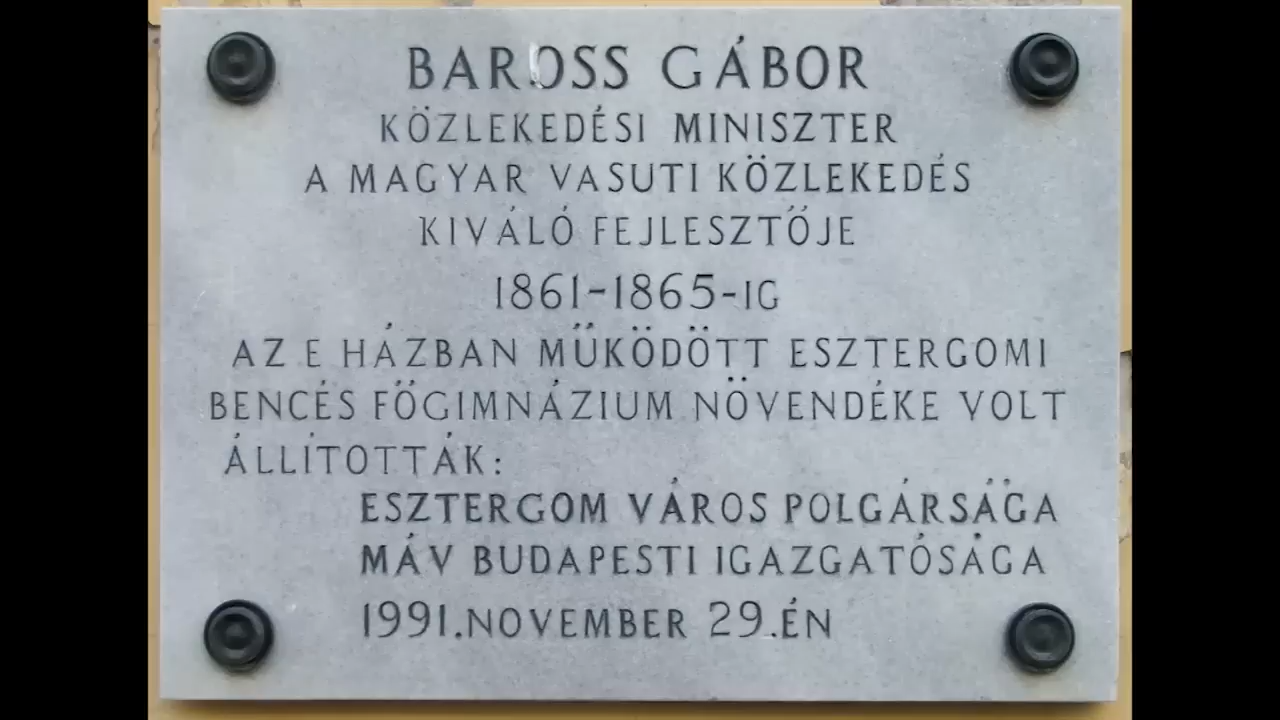 BAROSS GÁBOR
KÖZLEKEDÉSI MINISZTER
A MAGYAR VASUTI KÖZLEKEDÉS
KIVÁLÓ FEJLESZTŐJE
1861-1865-IG
AZ E HÁZBAN MŰKÖDÖTT ESZTERGOMI
BENCÉS FŐGIMNÁZIUM NÖVENDÉKE VOLT
ÁLLÍTOTTÁK:
ESZTERGOM VÁROS POLGÁRSÁGA
MÁV BUDAPESTI IGAZGATÓSÁGA
1991.NOVEMBER 29.ÉN